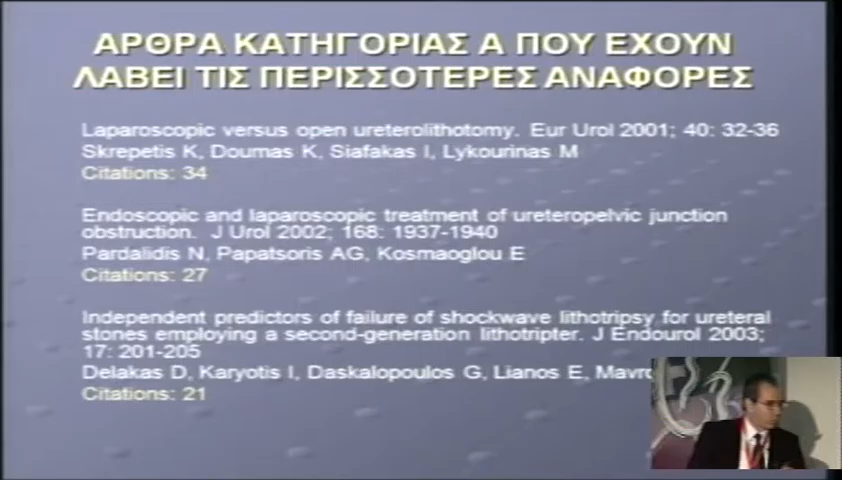 ΑΡΘΡΑ ΚΑΤΗΓΟΡΙΑΣ Α ΠΟΥ ΕΧΟΥΝ
ΛΑΒΕΙ ΤΙΣ ΠΕΡΙΣΣΟΤΕΡΕΣ ΑΝΑΦΟΡΕΣ
Laparoscopic versus open ureterolithotomy. Eur Urol 2001; 40: 32-36
Skrepetis K, Doumas K, Siafakas I, Lykourinas M
Citations: 34
Endoscopic and laparoscopic treatment of ureteropelvic junction
obstruction. J Urol 2002; 168: 1937-1940
Pardalidis N, Papatsoris AG, Kosmaoglou E
Citations: 27
Independent predictors of failure of shockwave lithotripsy for ureteral
stones employing a second-generation lithotripter. J Endourol 2003;
17: 201-205
Delakas D, Karyotis I, Daskalopoulos G, Lianos E,
Citations: 21